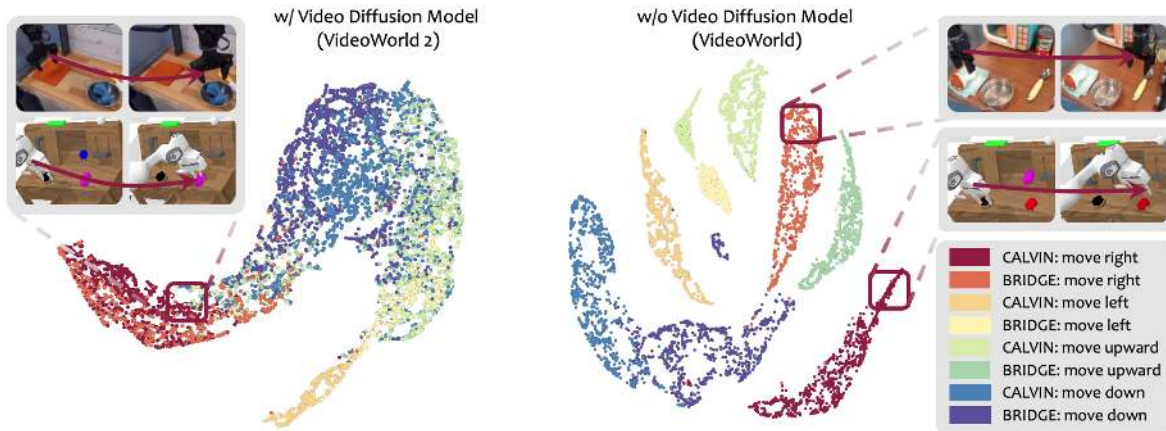 w/ Video Diffusion Model
(VideoWorld 2)
w/o Video Diffusion Model
(VideoWorld)
CALVIN: move right
BRIDGE: move right
CALVIN: move left
BRIDGE: move left
CALVIN: move upward
BRIDGE: move upward
CALVIN: move down
BRIDGE: move down